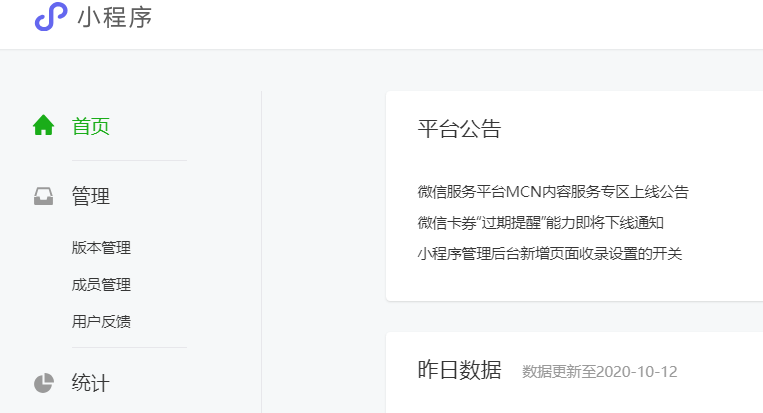 小程序
首页
管理
版本管理
成员管理
用户反馈
统计
平台公告
微信服务平台MCN内容服务专区上线公告
微信卡券“过期提醒”能力即将下线通知
小程序管理后台新增页面收录设置的开关
昨日数据 数据更新至2020-10-12